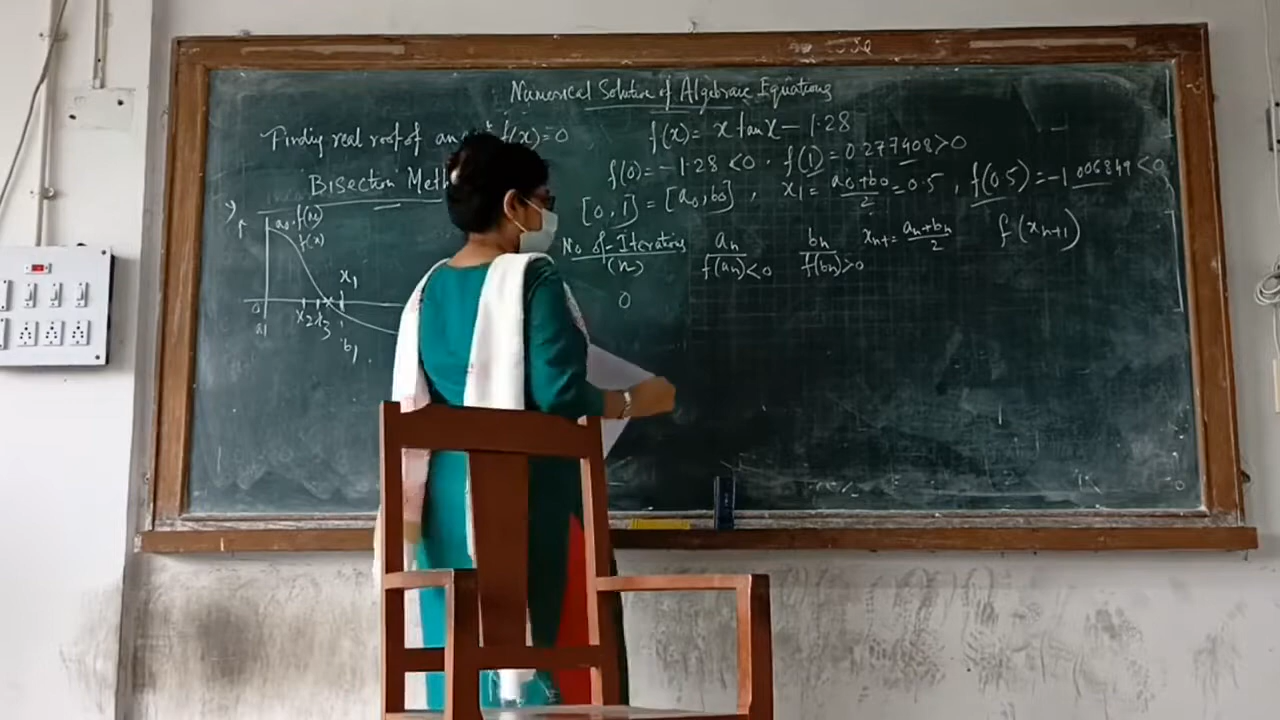 Numerical Solution of Algebraic Equations
Finding real root of an f(x)=0
f(x) = x tan x − 1.28
f(0) = −1.28 < 0 . f(1) = 0.277408 > 0
Bisection Meth
[0, 1] = [a0, b0] , x1 = (a0+b0)/2 = 0.5 , f(0.5) = −1.006849 < 0
No of Iterations (n) an f(an)<0 bn f(bn)>0 xn+1 = (an+bn)/2 f(xn+1)
0
y
a0, f(a0)
f(x)
x1
0
x2 x3
a1
b1